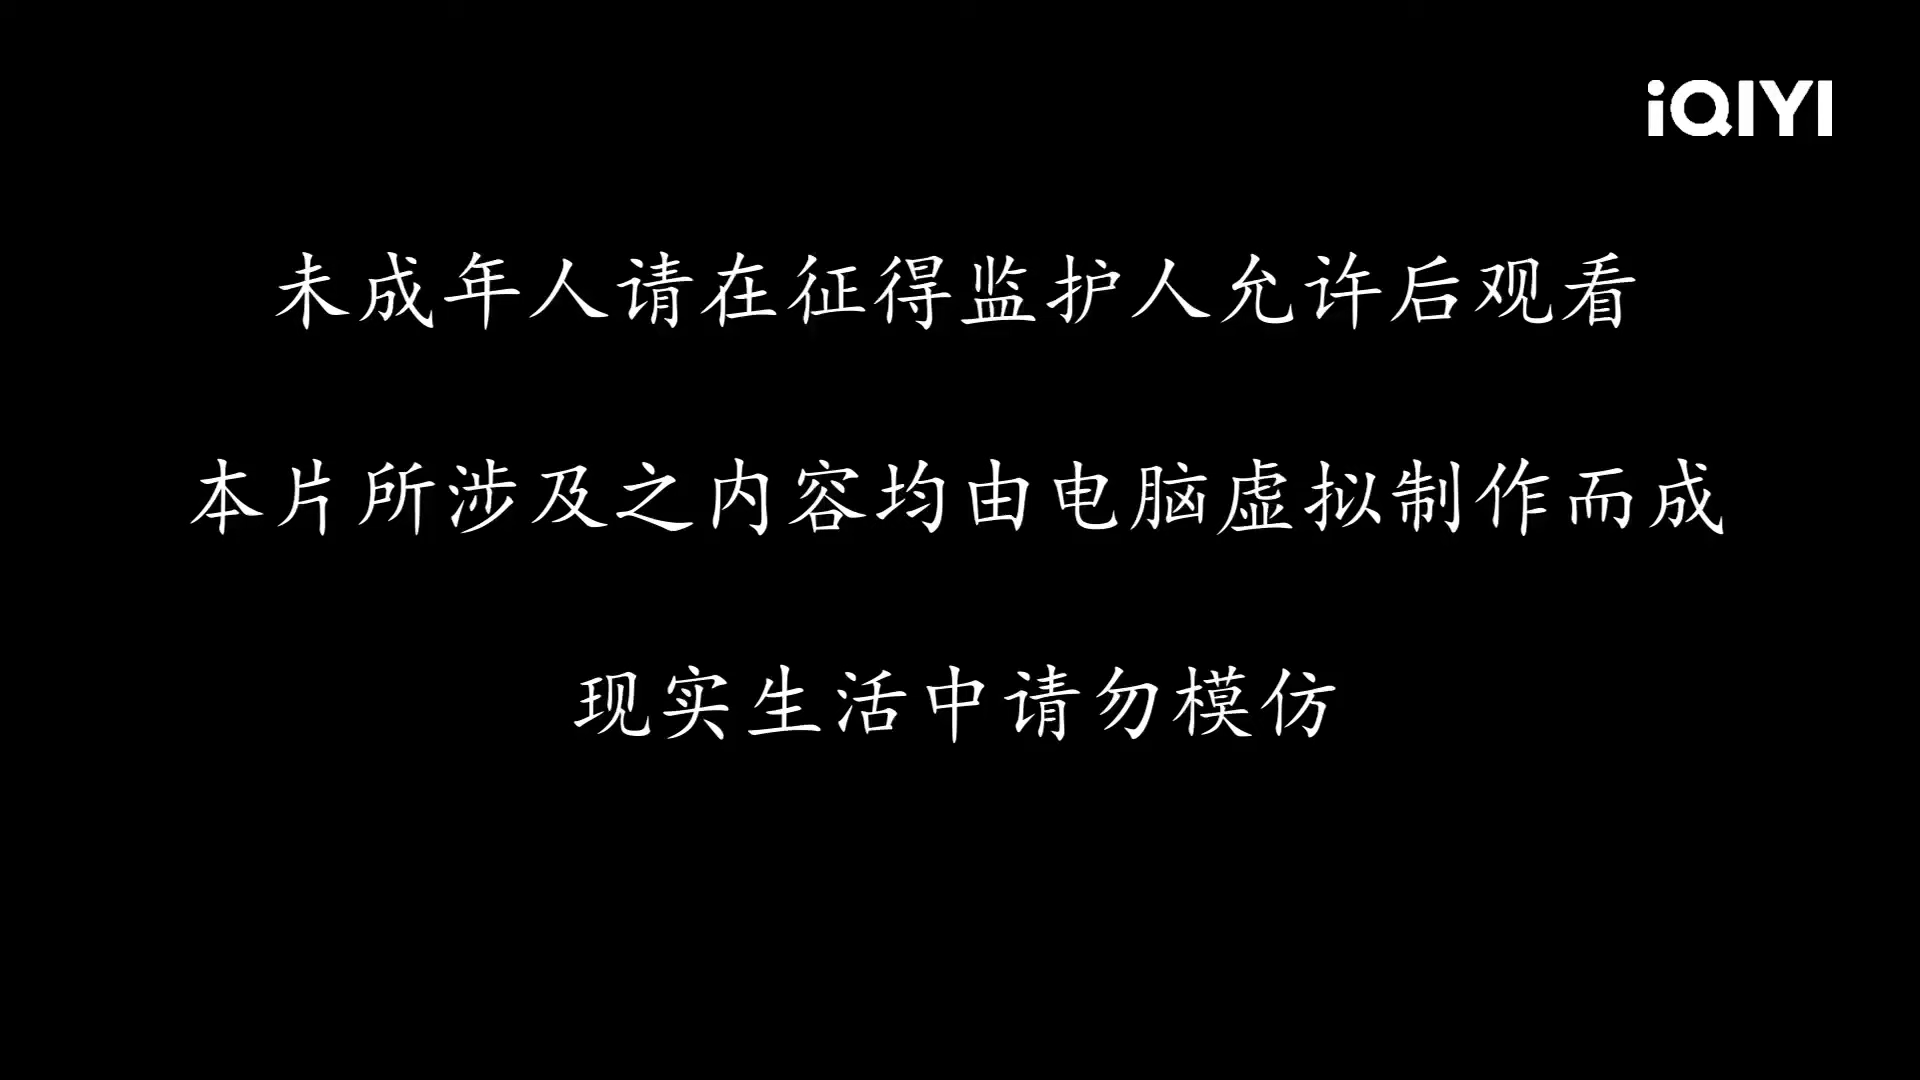 iQIYI
未成年人请在征得监护人允许后观看
本片所涉及之内容均由电脑虚拟制作而成
现实生活中请勿模仿